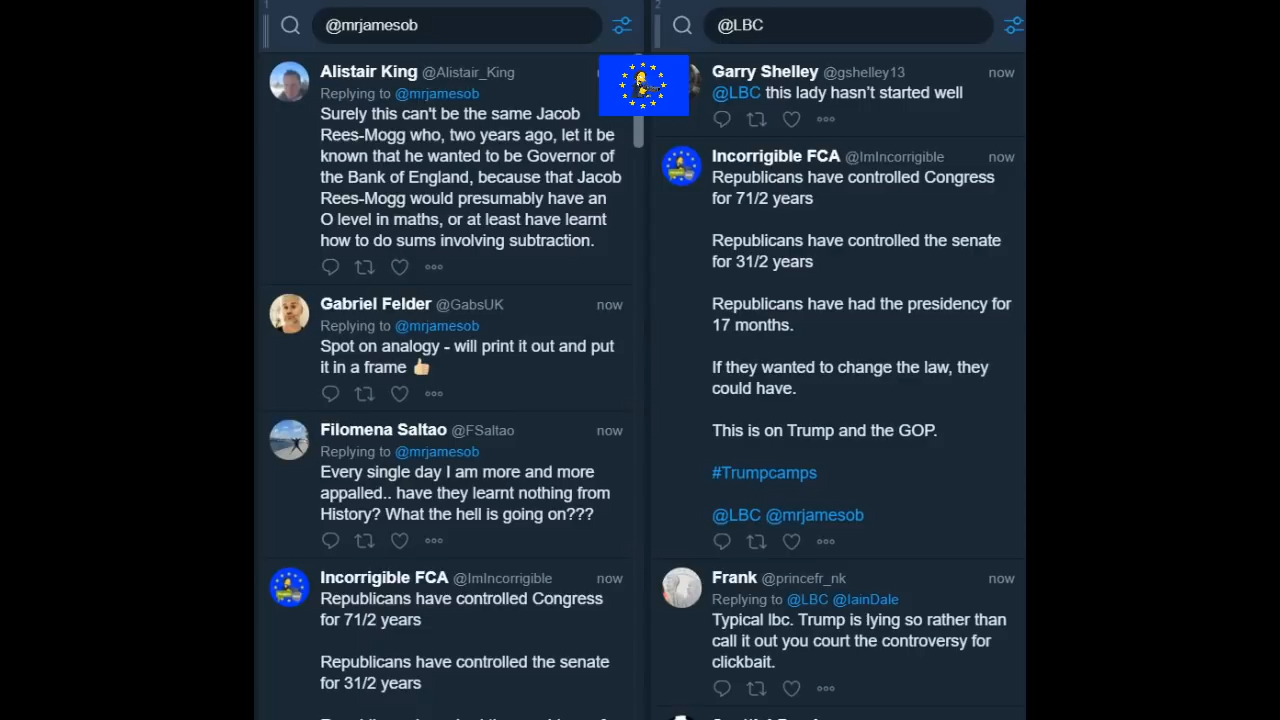 1
@mrjamesob
Alistair King @Alistair_King
Replying to @mrjamesob
Surely this can't be the same Jacob
Rees-Mogg who, two years ago, let it be
known that he wanted to be Governor of
the Bank of England, because that Jacob
Rees-Mogg would presumably have an
O level in maths, or at least have learnt
how to do sums involving subtraction.
Gabriel Felder @GabsUK now
Replying to @mrjamesob
Spot on analogy - will print it out and put
it in a frame 👍🏼
Filomena Saltao @FSaltao now
Replying to @mrjamesob
Every single day I am more and more
appalled.. have they learnt nothing from
History? What the hell is going on???
Incorrigible FCA @ImIncorrigible now
Republicans have controlled Congress
for 71/2 years
Republicans have controlled the senate
for 31/2 years
2
@LBC
Garry Shelley @gshelley13 now
@LBC this lady hasn't started well
Incorrigible FCA @ImIncorrigible now
Republicans have controlled Congress
for 71/2 years
Republicans have controlled the senate
for 31/2 years
Republicans have had the presidency for
17 months.
If they wanted to change the law, they
could have.
This is on Trump and the GOP.
#Trumpcamps
@LBC @mrjamesob
Frank @princefr_nk now
Replying to @LBC @IainDale
Typical lbc. Trump is lying so rather than
call it out you court the controversy for
clickbait.